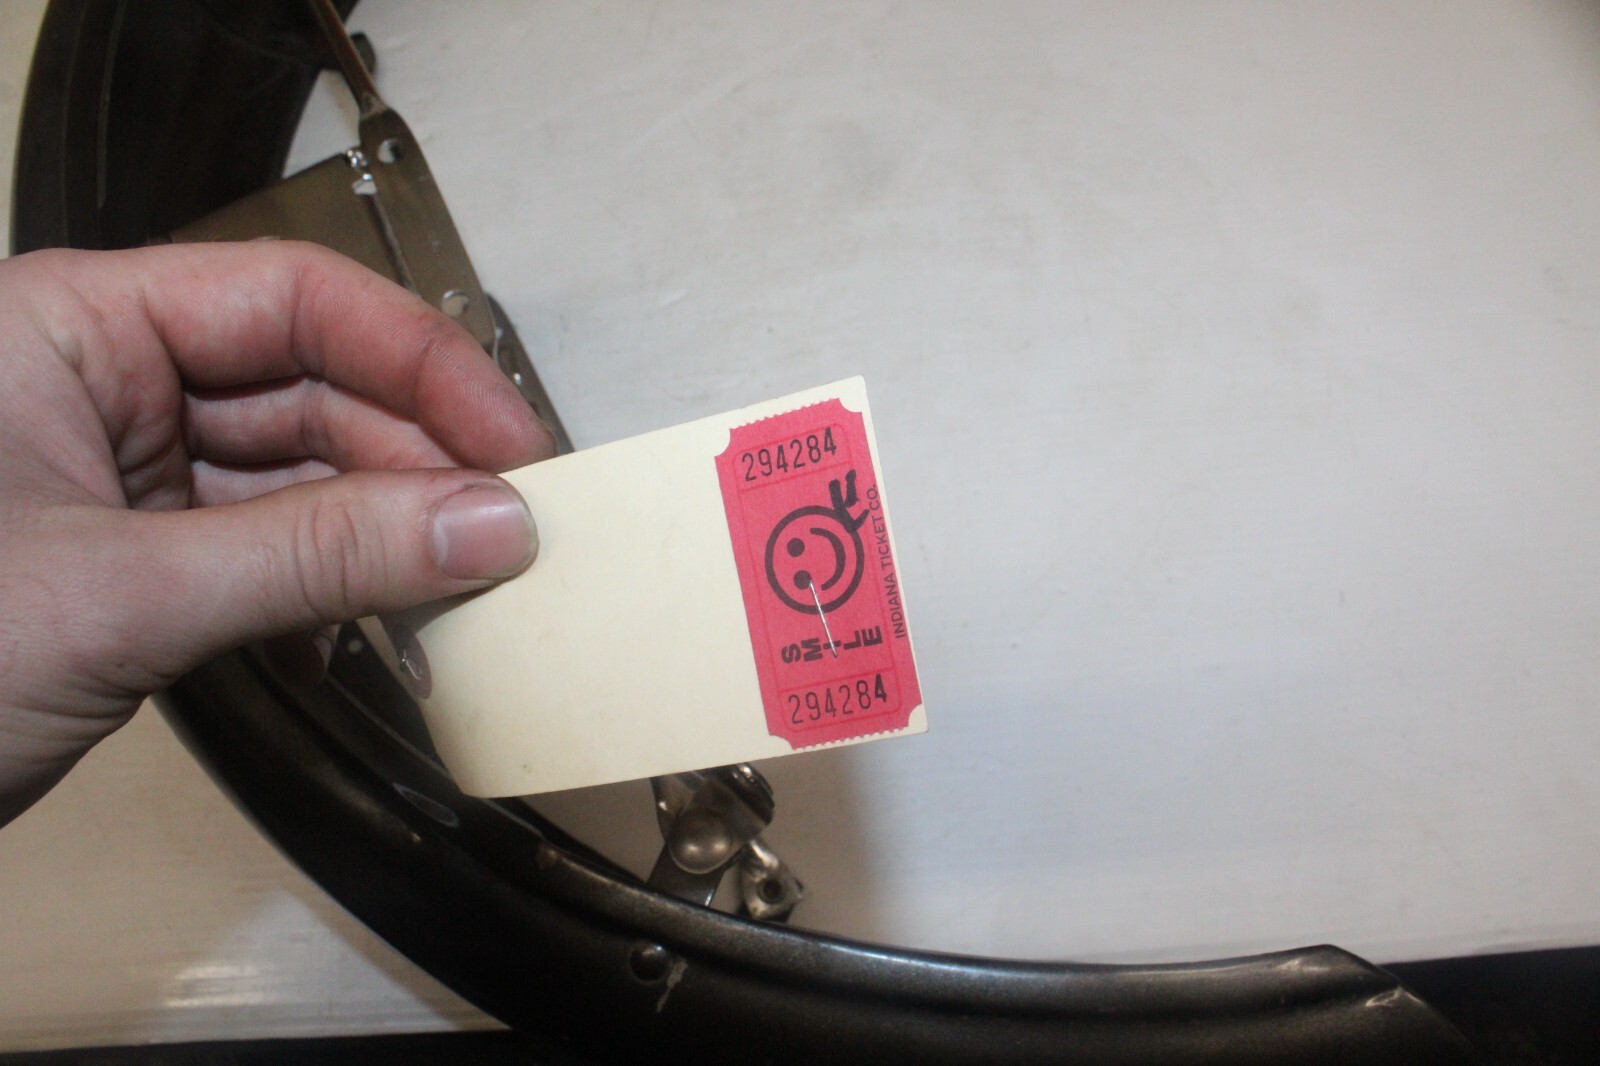 294284
SMILE
INDIANA TICKET CO.
294284